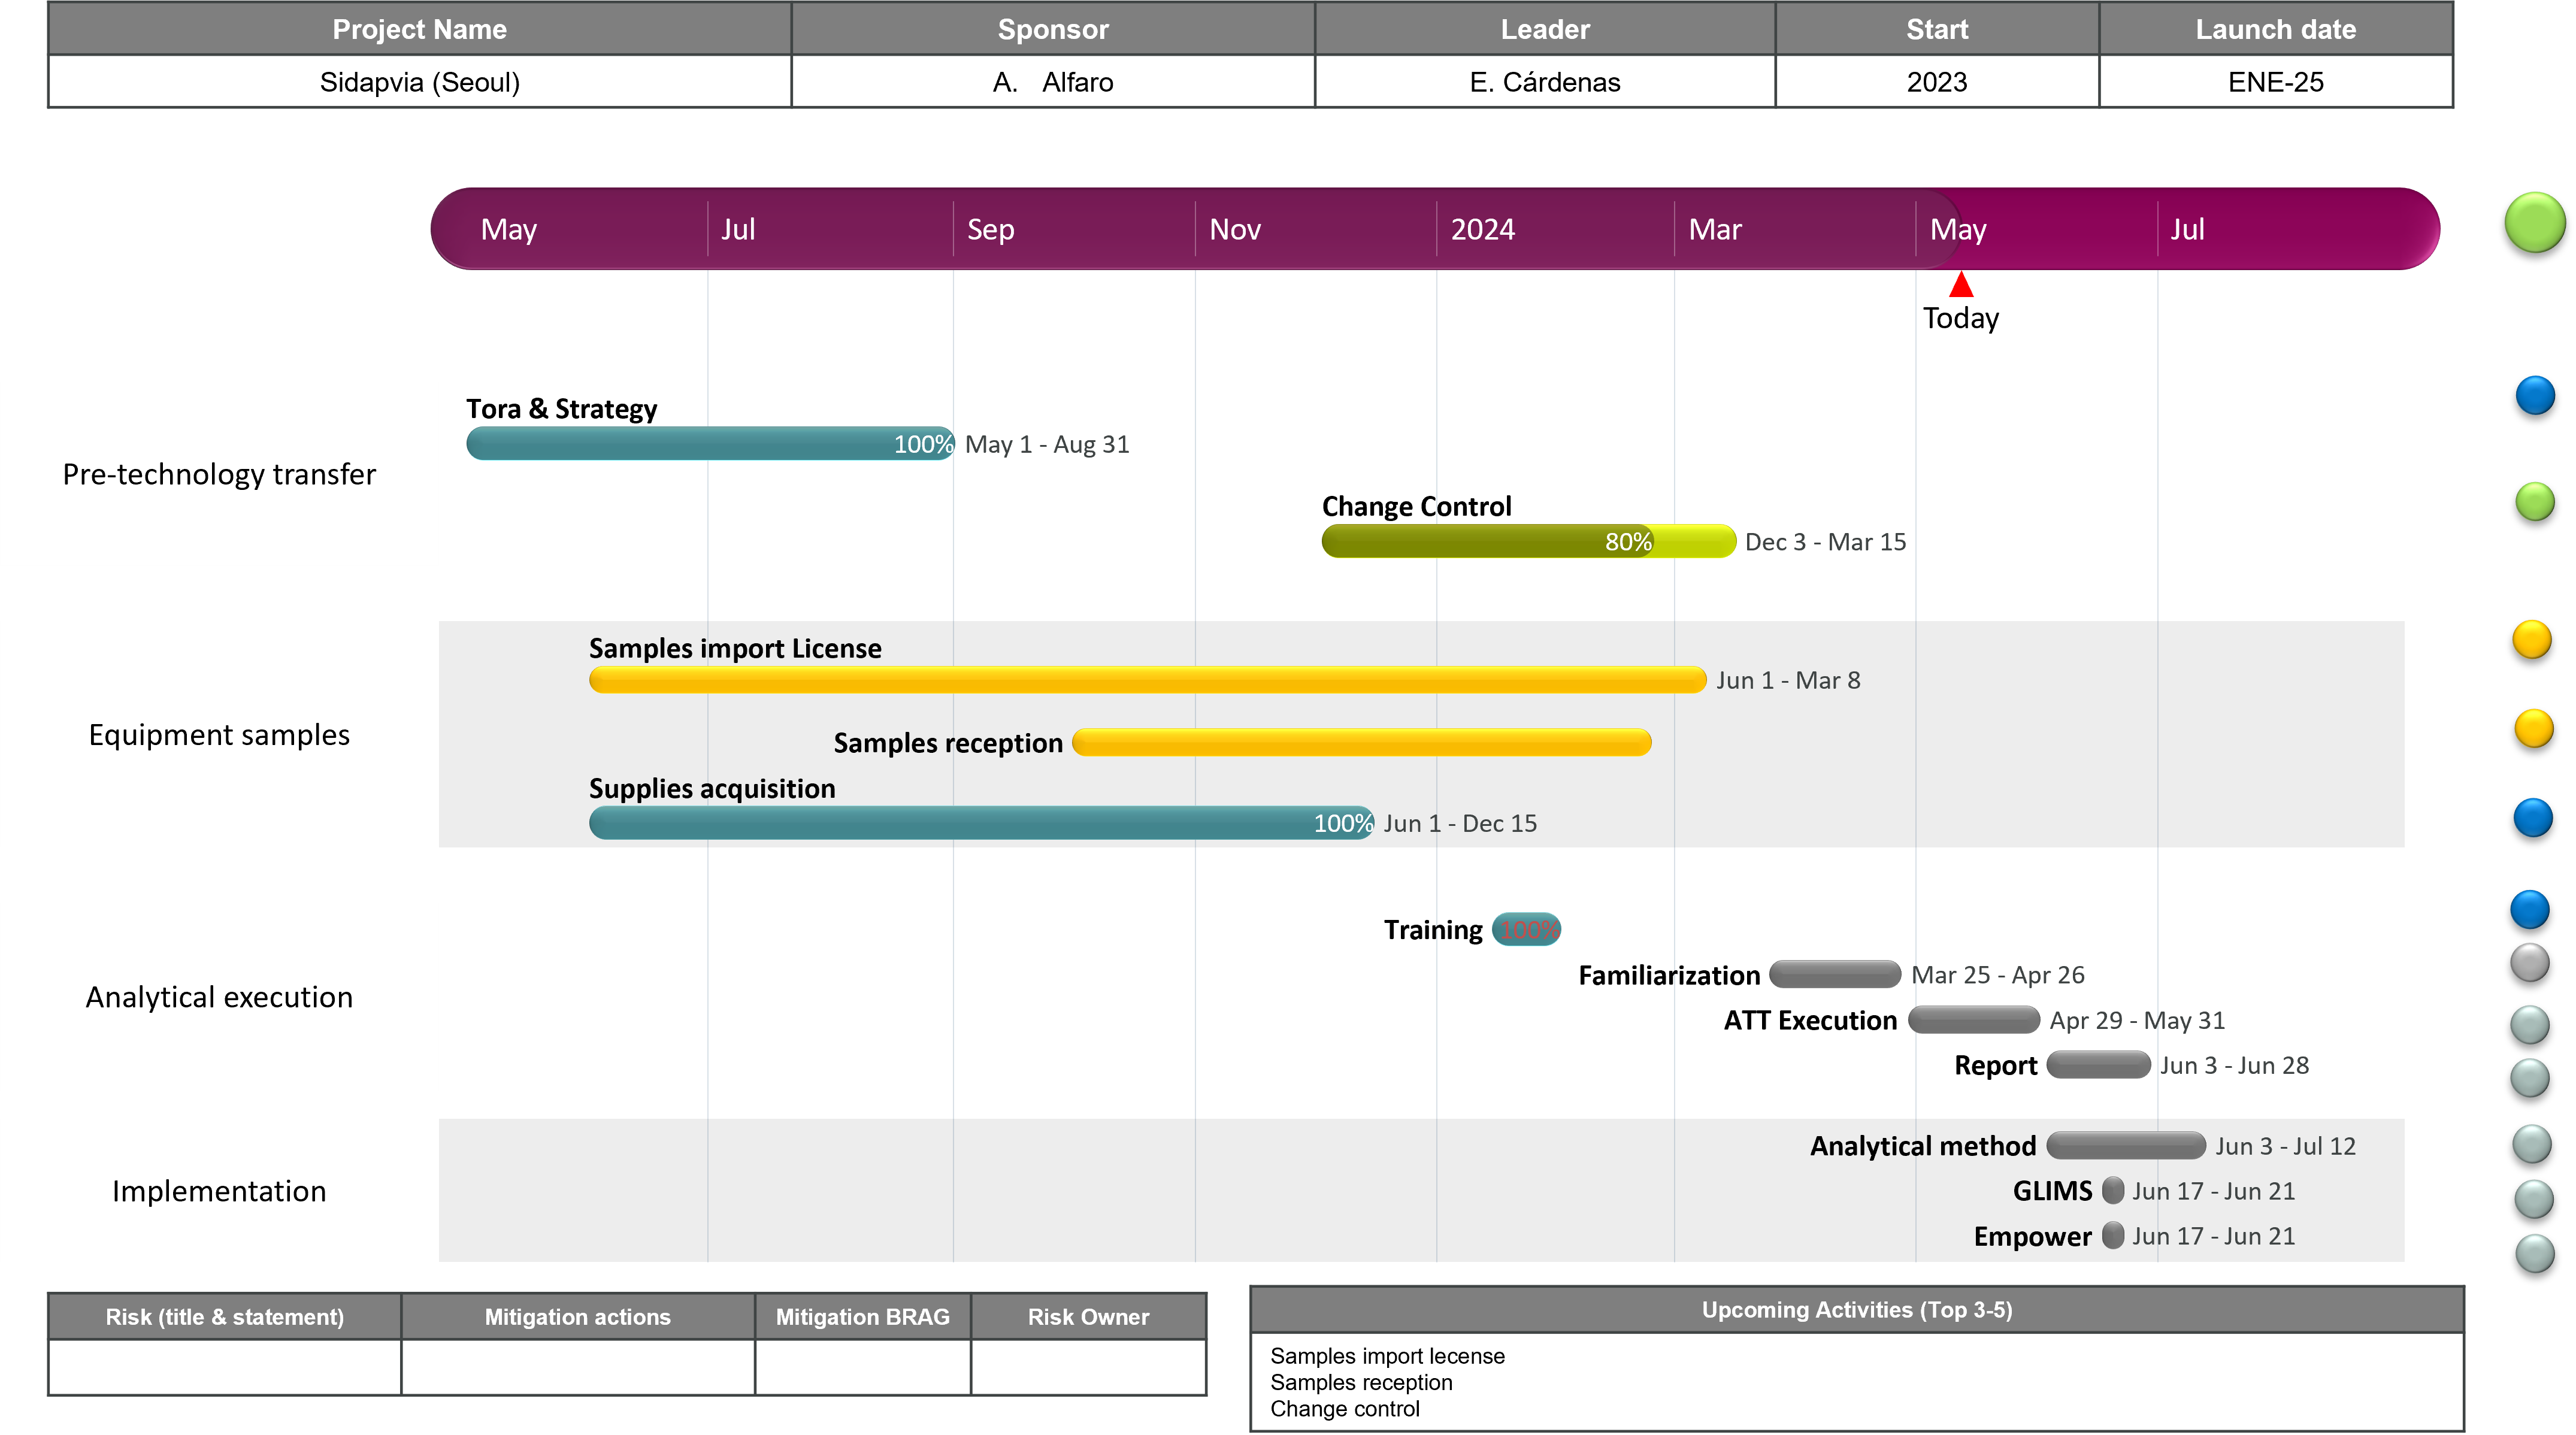 Project Name Sponsor Leader Start Launch date
Sidapvia (Seoul) A. Alfaro E. Cárdenas 2023 ENE-25
May Jul Sep Nov 2024 Mar May Jul
Today
Pre-technology transfer
Tora & Strategy
100% May 1 - Aug 31
Change Control
80% Dec 3 - Mar 15
Equipment samples
Samples import License
Jun 1 - Mar 8
Samples reception
Supplies acquisition
100% Jun 1 - Dec 15
Analytical execution
Training 100%
Familiarization Mar 25 - Apr 26
ATT Execution Apr 29 - May 31
Report Jun 3 - Jun 28
Implementation
Analytical method Jun 3 - Jul 12
GLIMS Jun 17 - Jun 21
Empower Jun 17 - Jun 21
Risk (title & statement) Mitigation actions Mitigation BRAG Risk Owner
Upcoming Activities (Top 3-5)
Samples import lecense
Samples reception
Change control